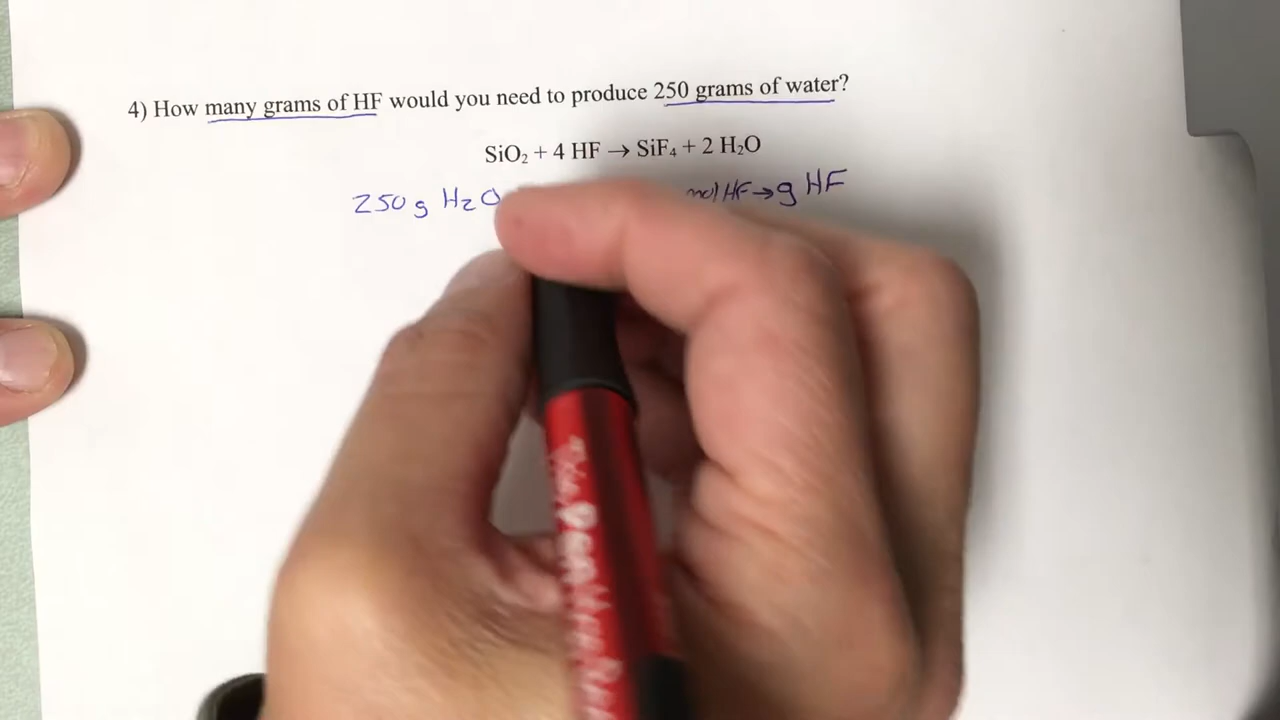 4) How many grams of HF would you need to produce 250 grams of water?
SiO₂ + 4 HF → SiF₄ + 2 H₂O
250 g H₂O mol HF → g HF